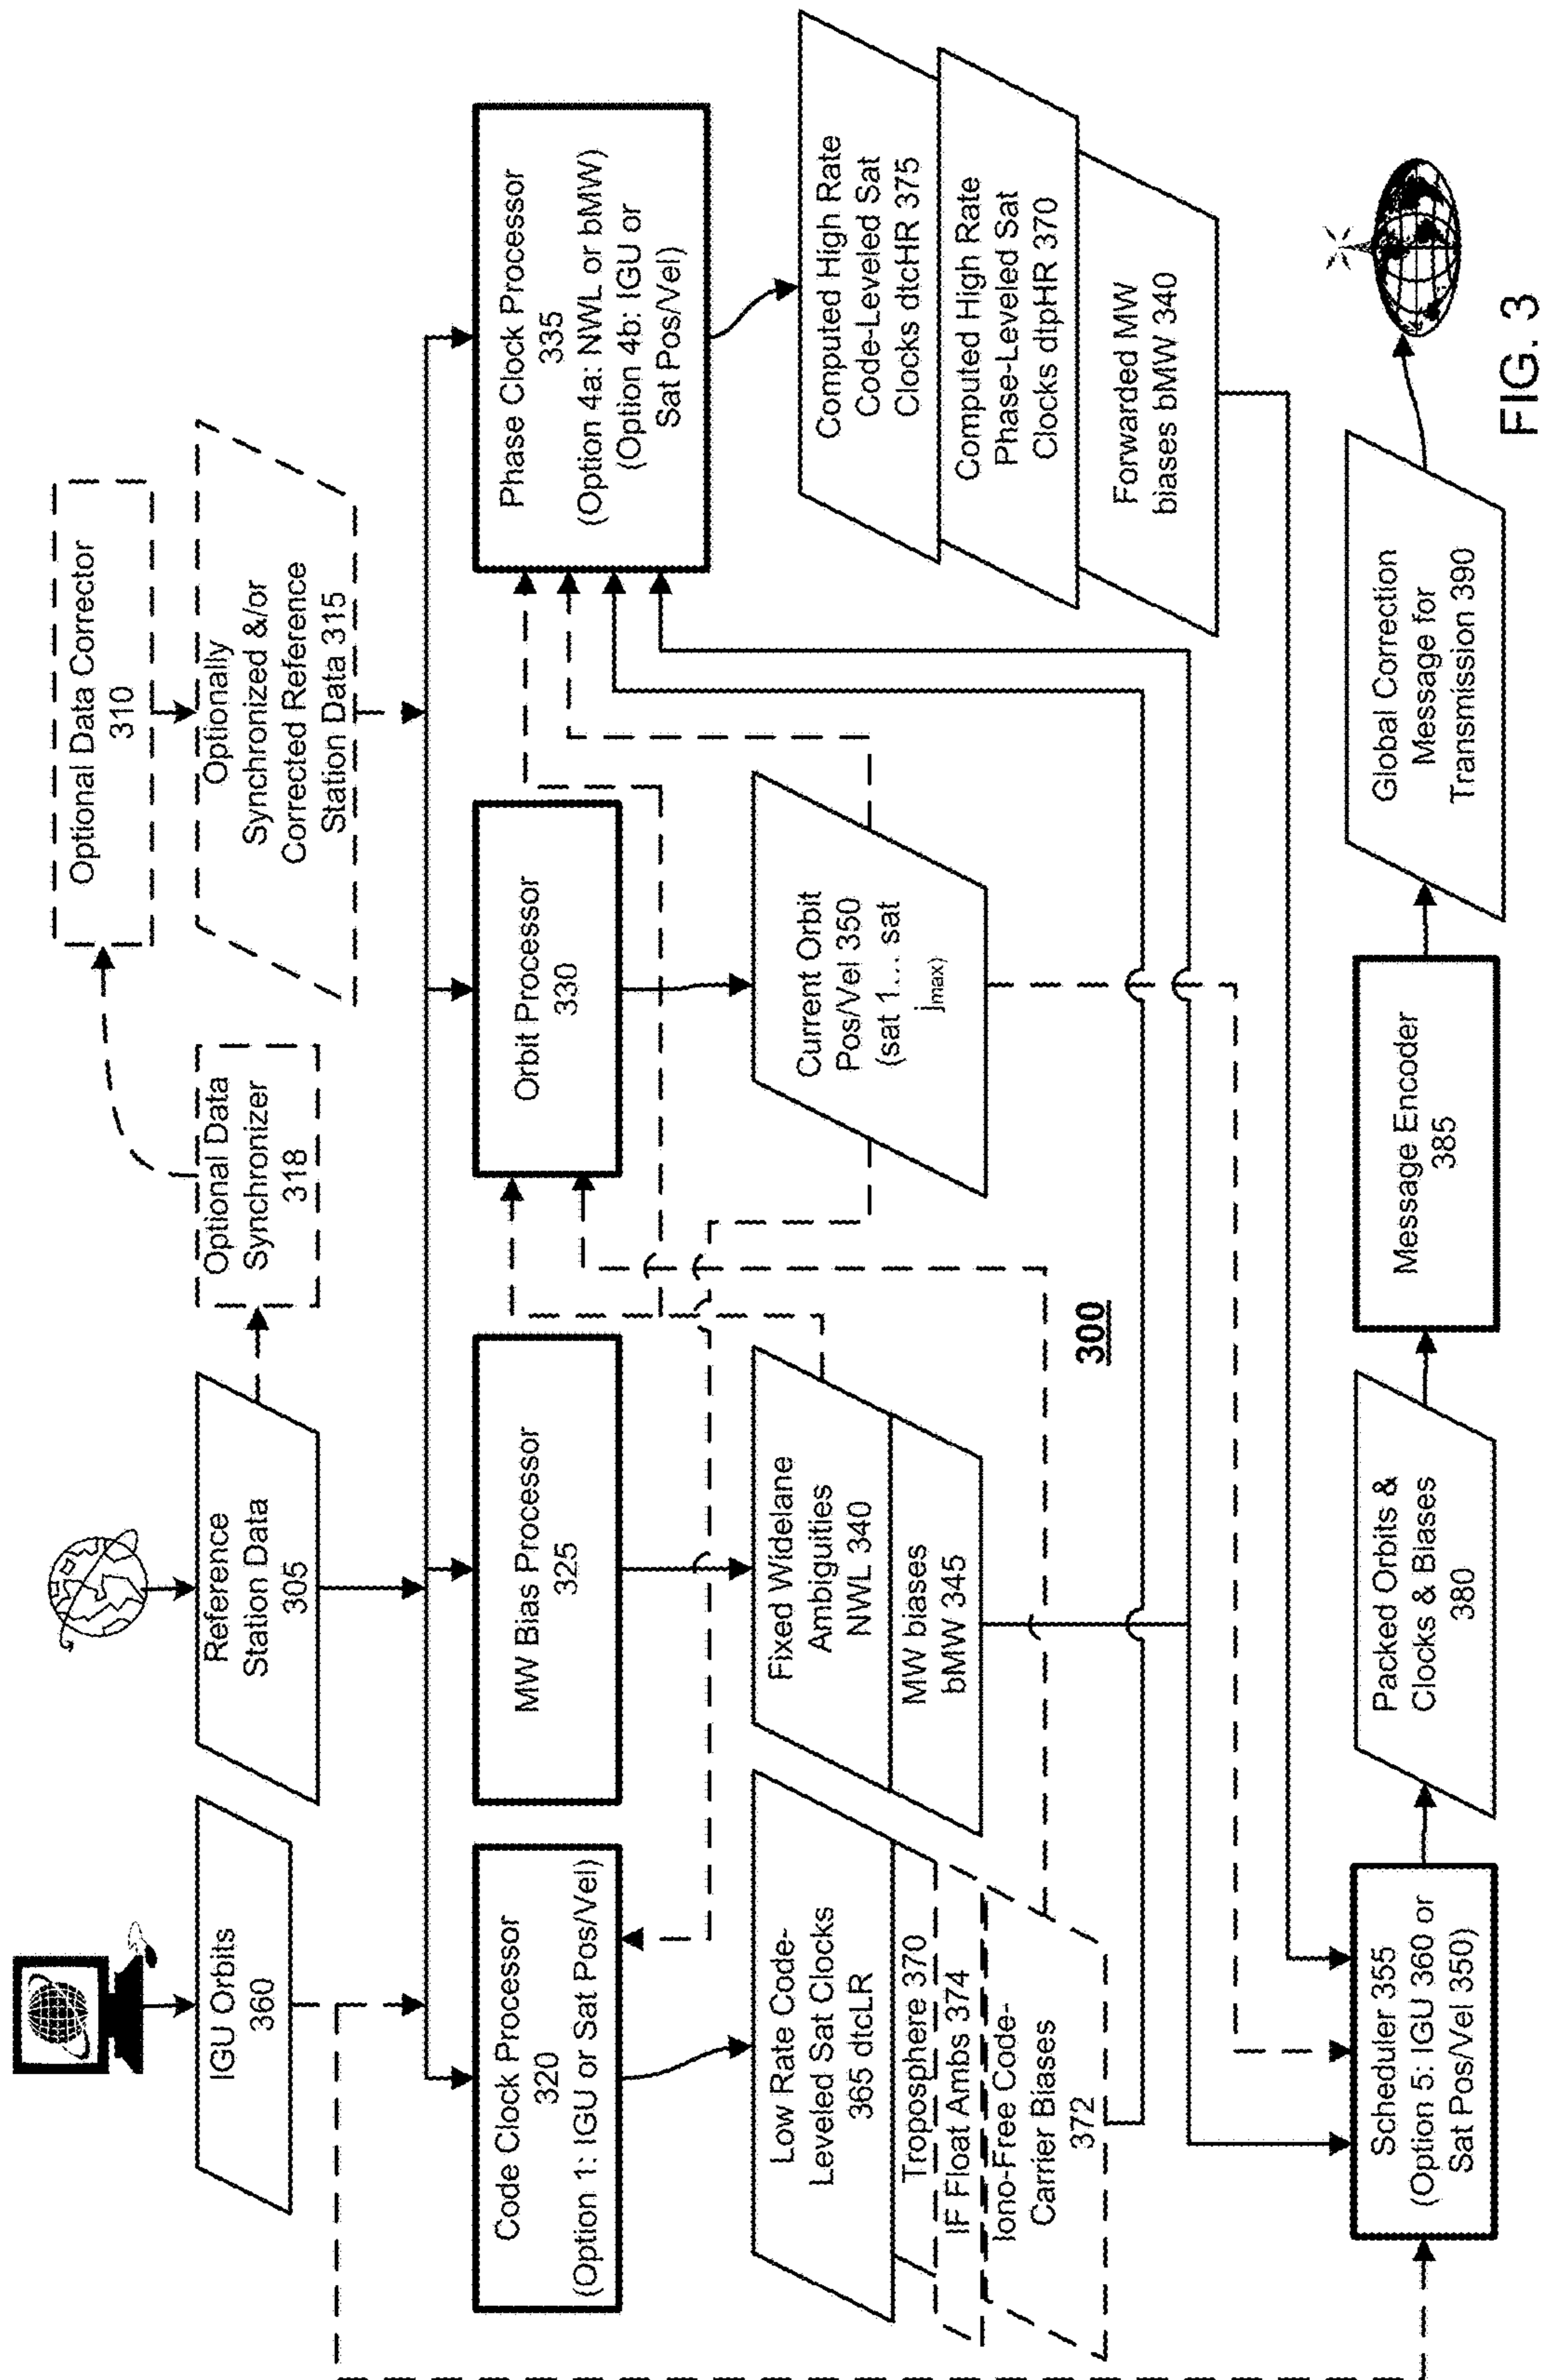 IGU Orbits
360
Reference
Station Data
305
Optional Data
Synchronizer
318
Optional Data Corrector
310
Optionally
Synchronized &/or
Corrected Reference
Station Data 315
Code Clock Processor
320
(Option 1: IGU or Sat Pos/Vel)
MW Bias Processor
325
Orbit Processor
330
Phase Clock Processor
335
(Option 4a: NWL or bMW)
(Option 4b: IGU or
Sat Pos/Vel)
Low Rate Code-
Leveled Sat Clocks
365 dtcLR
Troposphere 370
IF Float Ambs 374
Iono-Free Code-
Carrier Biases
372
Fixed Widelane
Ambiguities
NWL 340
MW biases
bMW 345
Current Orbit
Pos/Vel 350
(sat 1... sat
jmax)
Computed High Rate
Code-Leveled Sat
Clocks dtcHR 375
Computed High Rate
Phase-Leveled Sat
Clocks dtpHR 370
Forwarded MW
biases bMW 340
300
Scheduler 355
(Option 5: IGU 360 or
Sat Pos/Vel 350)
Packed Orbits &
Clocks & Biases
380
Message Encoder
385
Global Correction
Message for
Transmission 390
FIG. 3